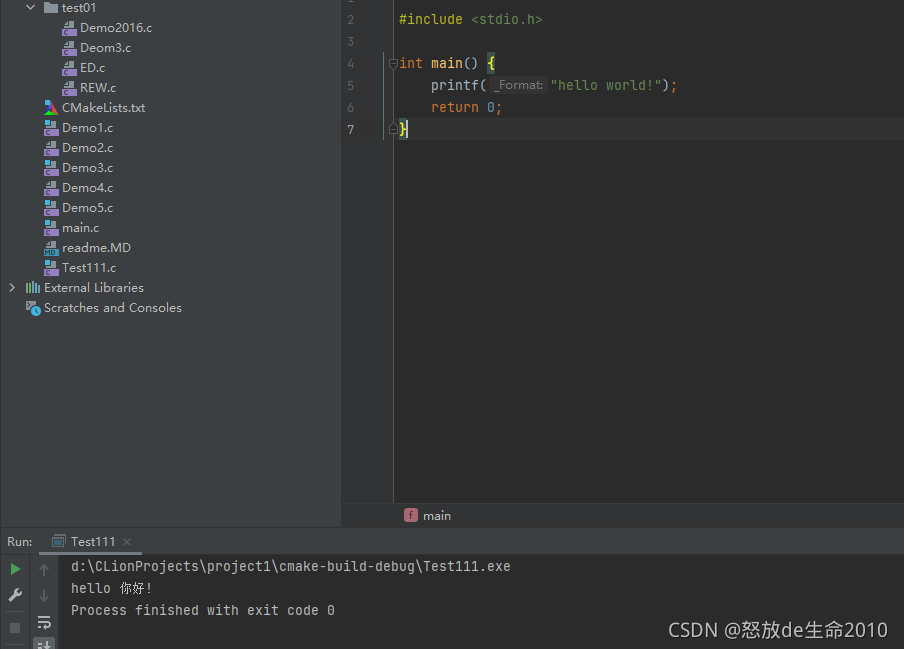 test01
Demo2016.c
Deom3.c
ED.c
REW.c
CMakeLists.txt
Demo1.c
Demo2.c
Demo3.c
Demo4.c
Demo5.c
main.c
readme.MD
Test111.c
External Libraries
Scratches and Consoles
2 #include <stdio.h>
3
4 int main() {
5 printf( _Format: "hello world!");
6 return 0;
7 }
f main
Run: Test111
d:\CLionProjects\project1\cmake-build-debug\Test111.exe
hello 你好!
Process finished with exit code 0
CSDN @怒放de生命2010